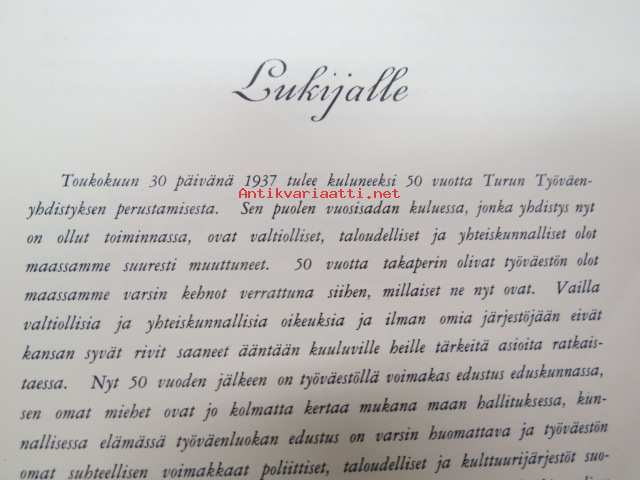 Lukijalle
Antikvariaatti.net
Toukokuun 30 päivänä 1937 tulee kuluneeksi 50 vuotta Turun Työväen-
yhdistyksen perustamisesta. Sen puolen vuosisadan kuluessa, jonka yhdistys nyt
on ollut toiminnassa, ovat valtiolliset, taloudelliset ja yhteiskunnalliset olot
maassamme suuresti muuttuneet. 50 vuotta takaperin olivat työväestön olot
maassamme varsin kehnot verrattuna siihen, millaiset ne nyt ovat. Vailla
valtiollisia ja yhteiskunnallisia oikeuksia ja ilman omia järjestöjään eivät
kansan syvät rivit saaneet ääntään kuuluville heille tärkeitä asioita ratkais-
taessa. Nyt 50 vuoden jälkeen on työväestöllä voimakas edustus eduskunnassa,
sen omat miehet ovat jo kolmatta kertaa mukana maan hallituksessa, kun-
nallisessa elämässä työväenluokan edustus on varsin huomattava ja työväestön
omat suhteellisen voimakkaat poliittiset, taloudelliset ja kulttuurijärjestöt suo-